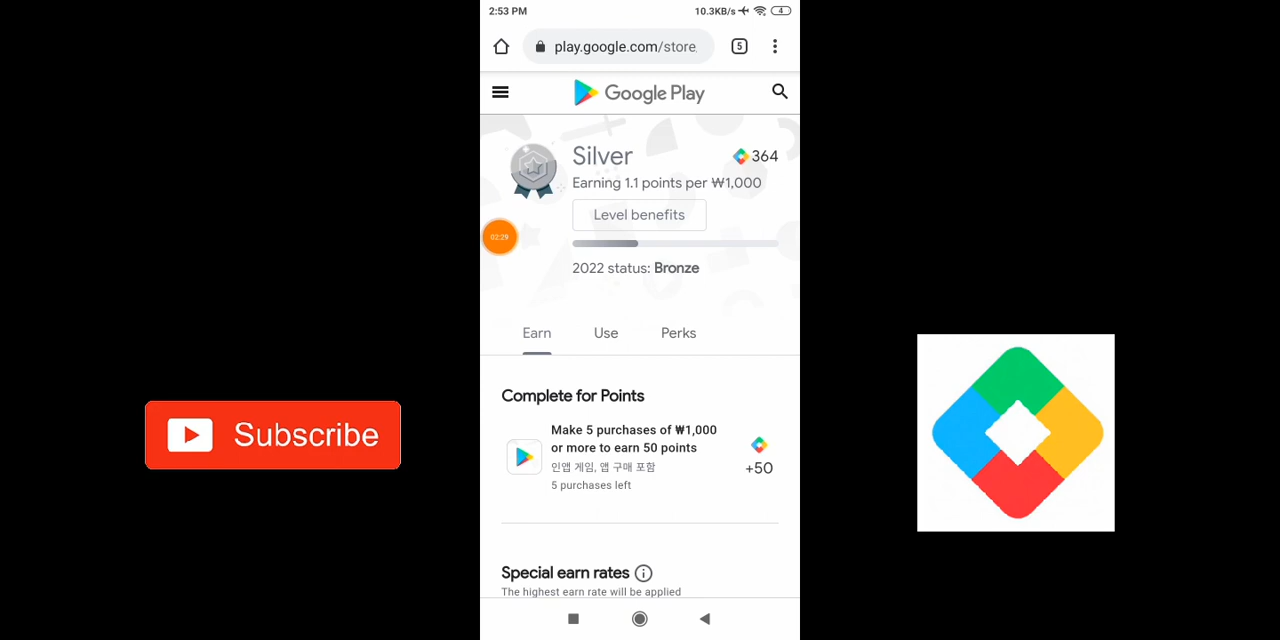 2:53 PM
10.3KB/s
4
play.google.com/store
5
Google Play
Silver
364
Earning 1.1 points per ₩1,000
Level benefits
02:29
2022 status: Bronze
Earn
Use
Perks
Complete for Points
Make 5 purchases of ₩1,000
or more to earn 50 points
인앱 게임, 앱 구매 포함
+50
5 purchases left
Subscribe
Special earn rates
The highest earn rate will be applied